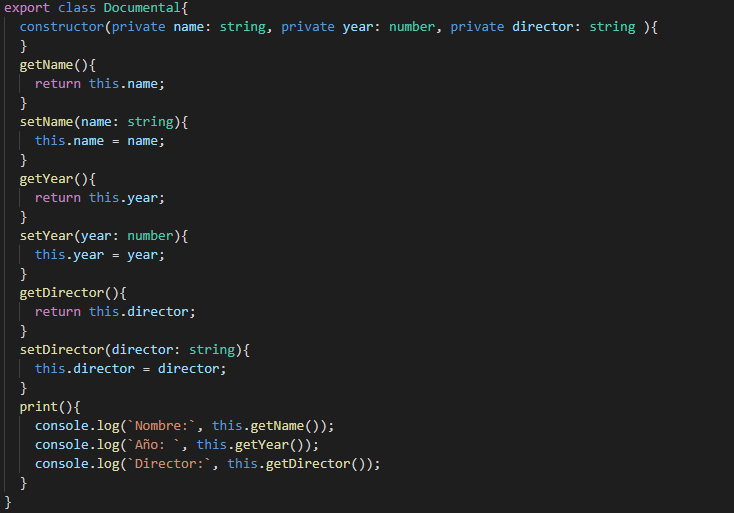 export class Documental{
  constructor(private name: string, private year: number, private director: string ){
  }
  getName(){
    return this.name;
  }
  setName(name: string){
    this.name = name;
  }
  getYear(){
    return this.year;
  }
  setYear(year: number){
    this.year = year;
  }
  getDirector(){
    return this.director;
  }
  setDirector(director: string){
    this.director = director;
  }
  print(){
    console.log(`Nombre:`, this.getName());
    console.log(`Año: `, this.getYear());
    console.log(`Director:`, this.getDirector());
  }
}